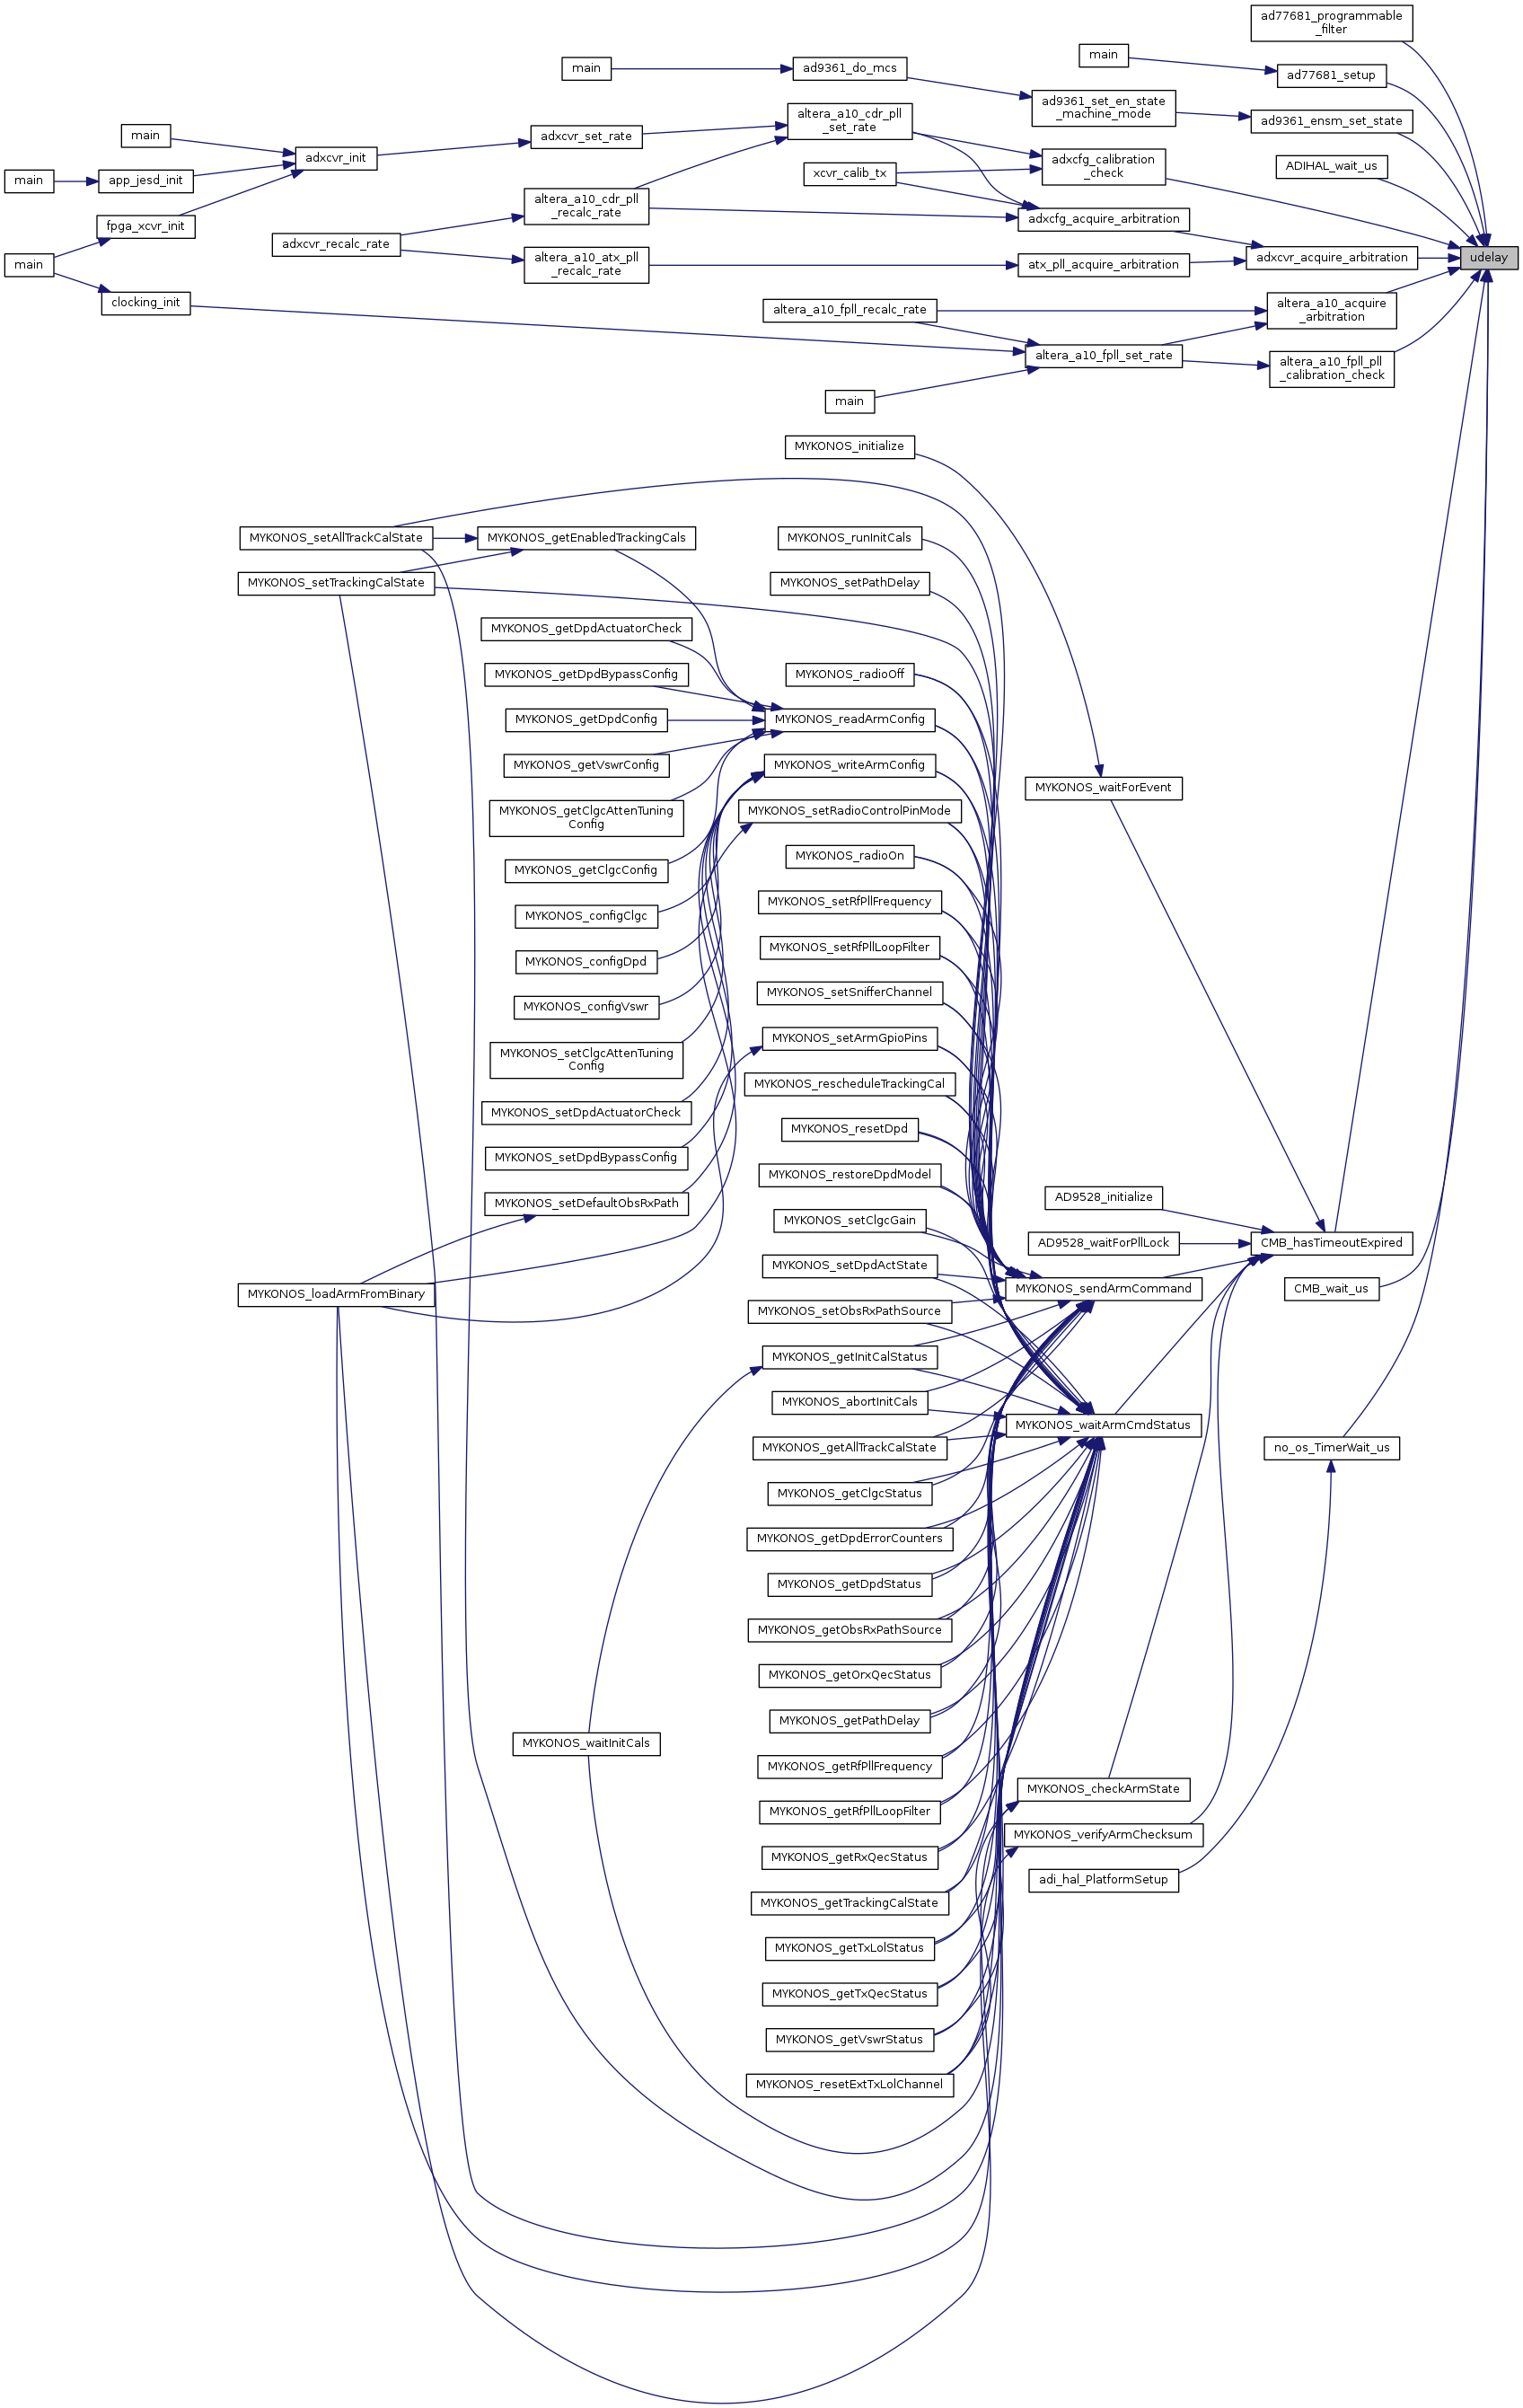 ad77681_programmable
_filter
main
ad77681_setup
main
ad9361_do_mcs
ad9361_set_en_state
_machine_mode
ad9361_ensm_set_state
altera_a10_cdr_pll
_set_rate
main
adxcvr_set_rate
adxcvr_init
main
app_jesd_init
fpga_xcvr_init
main
clocking_init
adxcfg_calibration
_check
ADIHAL_wait_us
xcvr_calib_tx
altera_a10_cdr_pll
_recalc_rate
adxcfg_acquire_arbitration
adxcvr_recalc_rate
altera_a10_atx_pll
_recalc_rate
atx_pll_acquire_arbitration
adxcvr_acquire_arbitration
udelay
altera_a10_fpll_recalc_rate
altera_a10_acquire
_arbitration
altera_a10_fpll_set_rate
altera_a10_fpll_pll
_calibration_check
main
MYKONOS_initialize
MYKONOS_setAllTrackCalState
MYKONOS_getEnabledTrackingCals
MYKONOS_runInitCals
MYKONOS_setTrackingCalState
MYKONOS_setPathDelay
MYKONOS_getDpdActuatorCheck
MYKONOS_getDpdBypassConfig
MYKONOS_radioOff
MYKONOS_getDpdConfig
MYKONOS_readArmConfig
MYKONOS_getVswrConfig
MYKONOS_writeArmConfig
MYKONOS_waitForEvent
MYKONOS_getClgcAttenTuning
Config
MYKONOS_setRadioControlPinMode
MYKONOS_getClgcConfig
MYKONOS_radioOn
MYKONOS_configClgc
MYKONOS_setRfPllFrequency
MYKONOS_configDpd
MYKONOS_setRfPllLoopFilter
MYKONOS_configVswr
MYKONOS_setSnifferChannel
MYKONOS_setClgcAttenTuning
Config
MYKONOS_setArmGpioPins
MYKONOS_setDpdActuatorCheck
MYKONOS_rescheduleTrackingCal
MYKONOS_setDpdBypassConfig
MYKONOS_resetDpd
MYKONOS_setDefaultObsRxPath
MYKONOS_restoreDpdModel
AD9528_initialize
MYKONOS_setClgcGain
AD9528_waitForPllLock
CMB_hasTimeoutExpired
MYKONOS_loadArmFromBinary
MYKONOS_setDpdActState
MYKONOS_sendArmCommand
CMB_wait_us
MYKONOS_setObsRxPathSource
MYKONOS_getInitCalStatus
MYKONOS_abortInitCals
MYKONOS_waitArmCmdStatus
MYKONOS_getAllTrackCalState
no_os_TimerWait_us
MYKONOS_getClgcStatus
MYKONOS_getDpdErrorCounters
MYKONOS_getDpdStatus
MYKONOS_getObsRxPathSource
MYKONOS_getOrxQecStatus
MYKONOS_getPathDelay
MYKONOS_waitInitCals
MYKONOS_getRfPllFrequency
MYKONOS_checkArmState
MYKONOS_getRfPllLoopFilter
MYKONOS_verifyArmChecksum
MYKONOS_getRxQecStatus
adi_hal_PlatformSetup
MYKONOS_getTrackingCalState
MYKONOS_getTxLolStatus
MYKONOS_getTxQecStatus
MYKONOS_getVswrStatus
MYKONOS_resetExtTxLolChannel